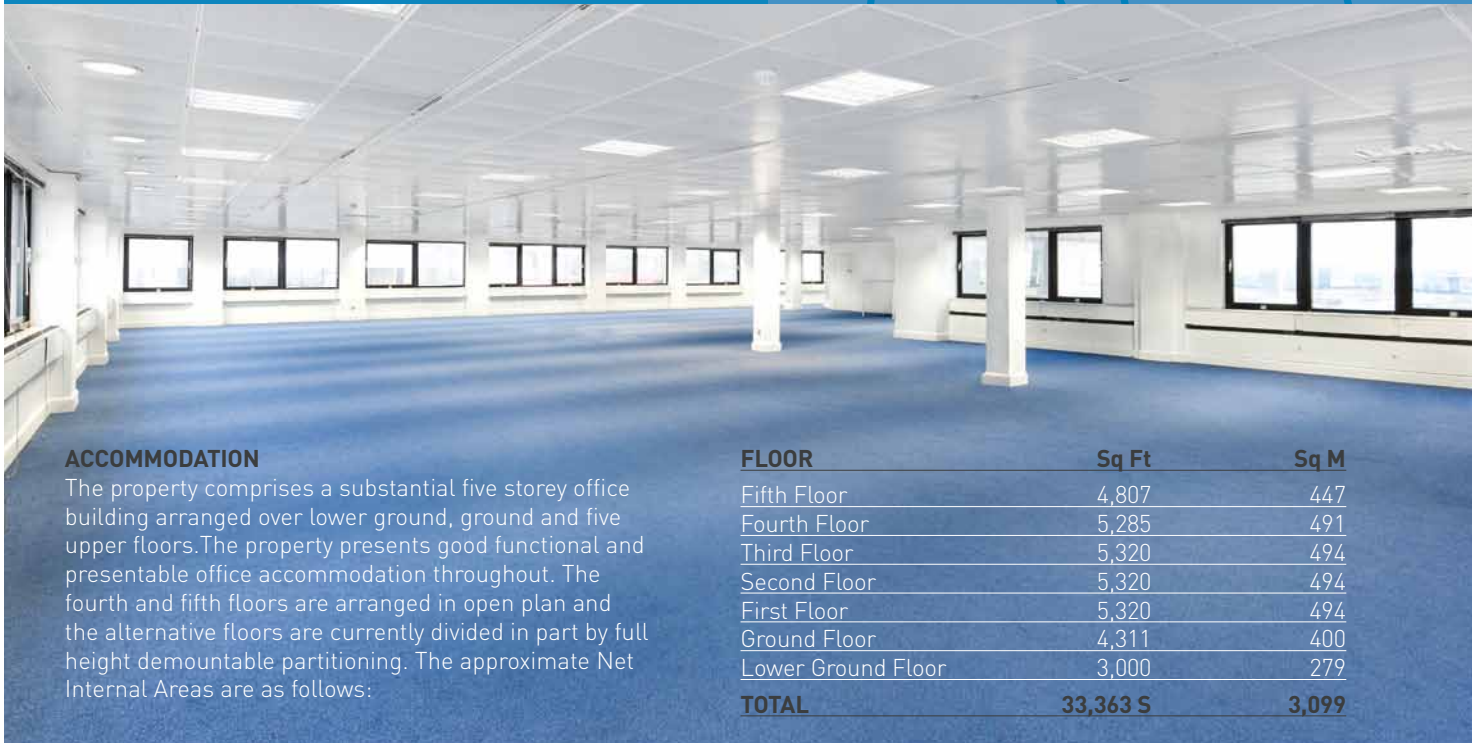 ACCOMMODATION
The property comprises a substantial five storey office
building arranged over lower ground, ground and five
upper floors.The property presents good functional and
presentable office accommodation throughout. The
fourth and fifth floors are arranged in open plan and
the alternative floors are currently divided in part by full
height demountable partitioning. The approximate Net
Internal Areas are as follows:
FLOOR Sq Ft Sq M
Fifth Floor 4,807 447
Fourth Floor 5,285 491
Third Floor 5,320 494
Second Floor 5,320 494
First Floor 5,320 494
Ground Floor 4,311 400
Lower Ground Floor 3,000 279
TOTAL 33,363 S 3,099